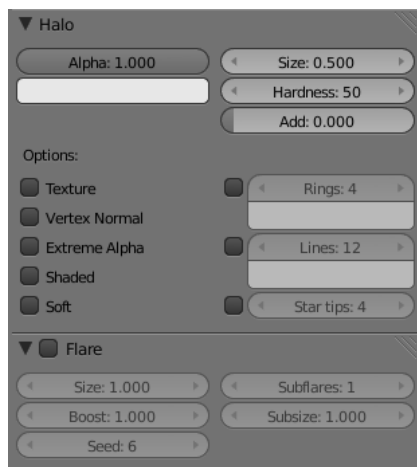 Halo
Alpha: 1.000
Size: 0.500
Hardness: 50
Add: 0.000
Options:
Texture
Rings: 4
Vertex Normal
Extreme Alpha
Lines: 12
Shaded
Soft
Star tips: 4
Flare
Size: 1.000
Subflares: 1
Boost: 1.000
Subsize: 1.000
Seed: 6